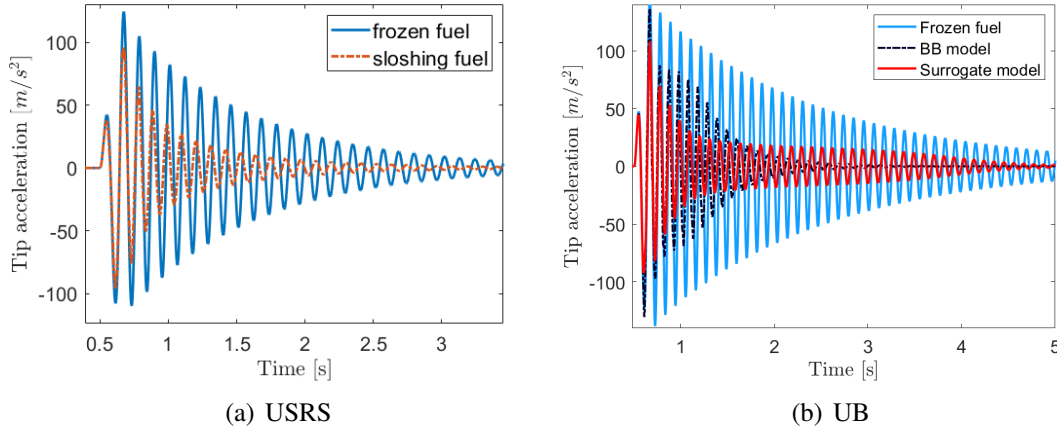 frozen fuel
sloshing fuel
100
50
0
-50
-100
Tip acceleration [m/s²]
0.5 1 1.5 2 2.5 3
Time [s]
(a) USRS
Frozen fuel
BB model
Surrogate model
100
50
0
-50
-100
Tip acceleration [m/s²]
1 2 3 4 5
Time [s]
(b) UB